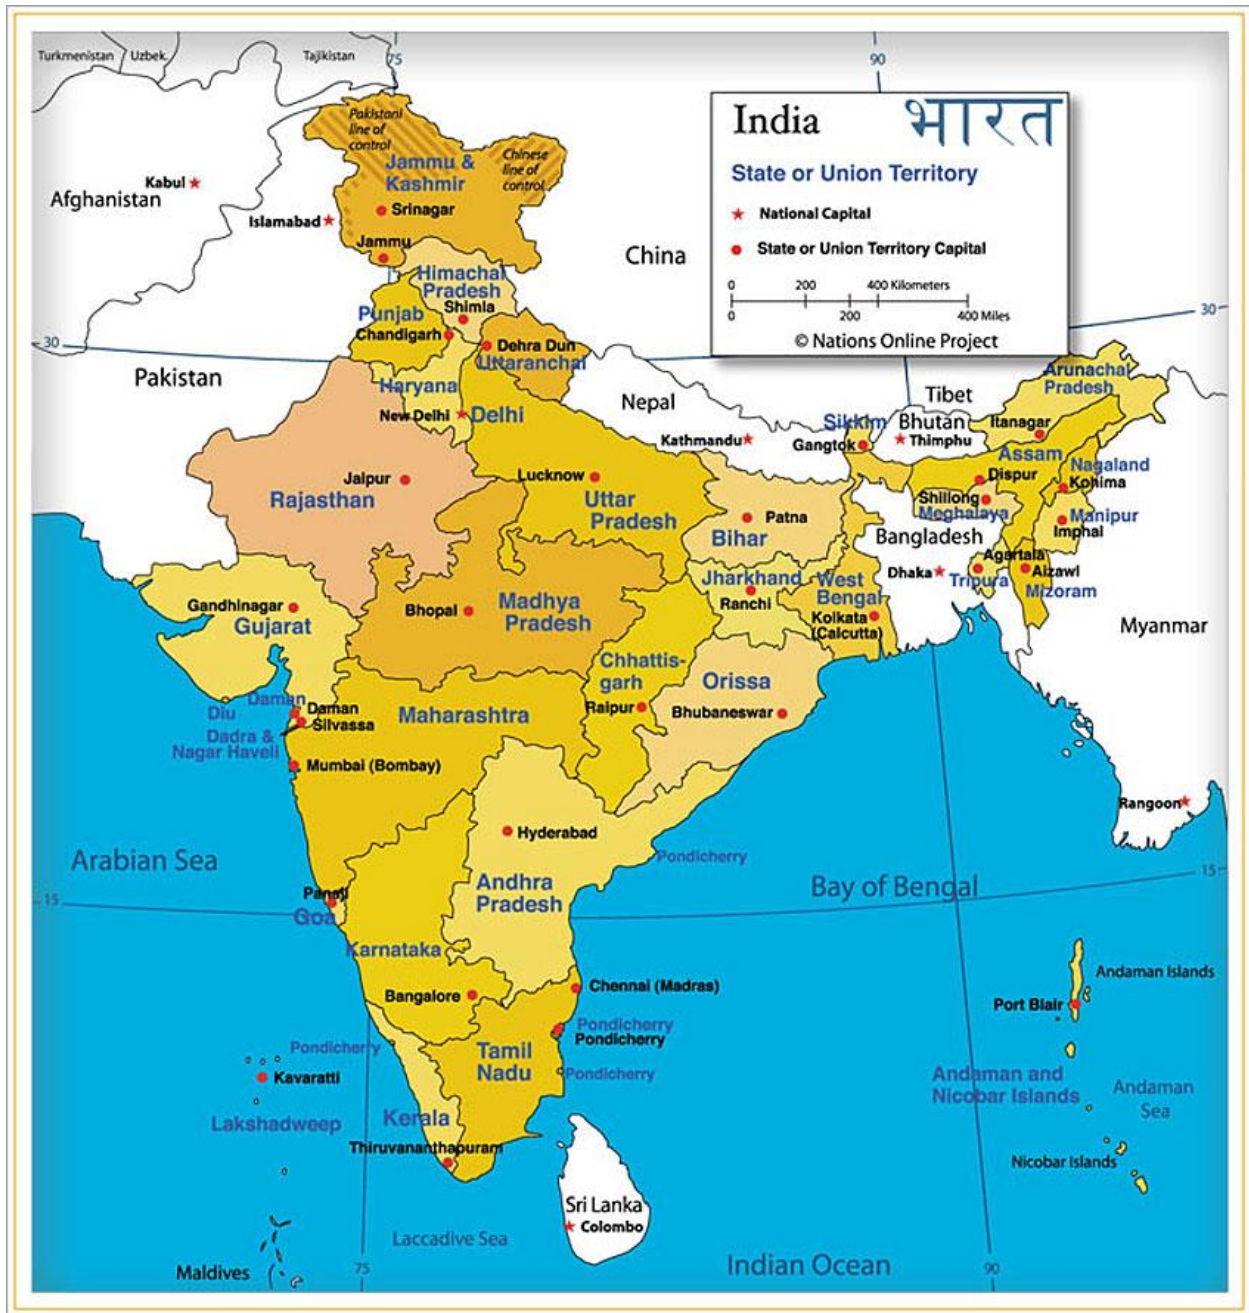 Turkmenistan
Uzbek.
Tajikistan
75
90
India
भारत
State or Union Territory
National Capital
State or Union Territory Capital
0 200 400 Kilometers
0 200 400 Miles
© Nations Online Project
Pakistani
line of
control
Chinese
line of
control
Jammu &
Kashmir
Kabul
Afghanistan
Islamabad
Srinagar
Jammu
China
Himachal
Pradesh
Shimla
Punjab
Chandigarh
30
30
Dehra Dun
Uttaranchal
Pakistan
Haryana
New Delhi
Delhi
Nepal
Kathmandu
Tibet
Arunachal
Pradesh
Sikkim
Bhutan
Itanagar
Gangtok
Thimphu
Assam
Nagaland
Dispur
Kohima
Shillong
Meghalaya
Manipur
Imphal
Jaipur
Rajasthan
Lucknow
Uttar
Pradesh
Patna
Bihar
Bangladesh
Dhaka
Agartala
Aizawl
Tripura
Mizoram
Jharkhand
Ranchi
West
Bengal
Kolkata
(Calcutta)
Myanmar
Gandhinagar
Gujarat
Bhopal
Madhya
Pradesh
Chhattis-
garh
Raipur
Orissa
Bhubaneswar
Daman
Diu
Daman
Silvassa
Dadra &
Nagar Haveli
Maharashtra
Mumbai (Bombay)
Rangoon
Hyderabad
Arabian Sea
Pondicherry
Andhra
Pradesh
Bay of Bengal
15
15
Panaji
Goa
Karnataka
Bangalore
Chennai (Madras)
Andaman Islands
Port Blair
Pondicherry
Pondicherry
Pondicherry
Tamil
Nadu
Pondicherry
Kavaratti
Andaman and
Nicobar Islands
Andaman
Sea
Lakshadweep
Kerala
Thiruvananthapuram
Nicobar Islands
Sri Lanka
Colombo
Laccadive Sea
Indian Ocean
Maldives
75
90